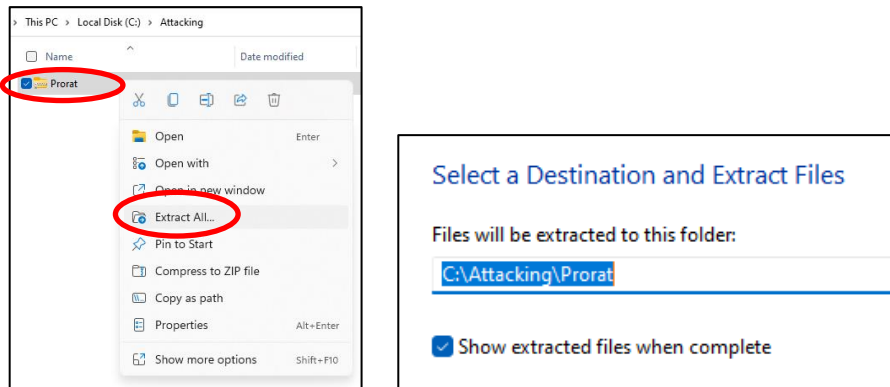 > This PC > Local Disk (C:) > Attacking
Name Date modified
Prorat
Open Enter
Open with >
Open in new window
Extract All...
Pin to Start
Compress to ZIP file
Copy as path
Properties Alt+Enter
Show more options Shift+F10
Select a Destination and Extract Files
Files will be extracted to this folder:
C:\Attacking\Prorat
Show extracted files when complete